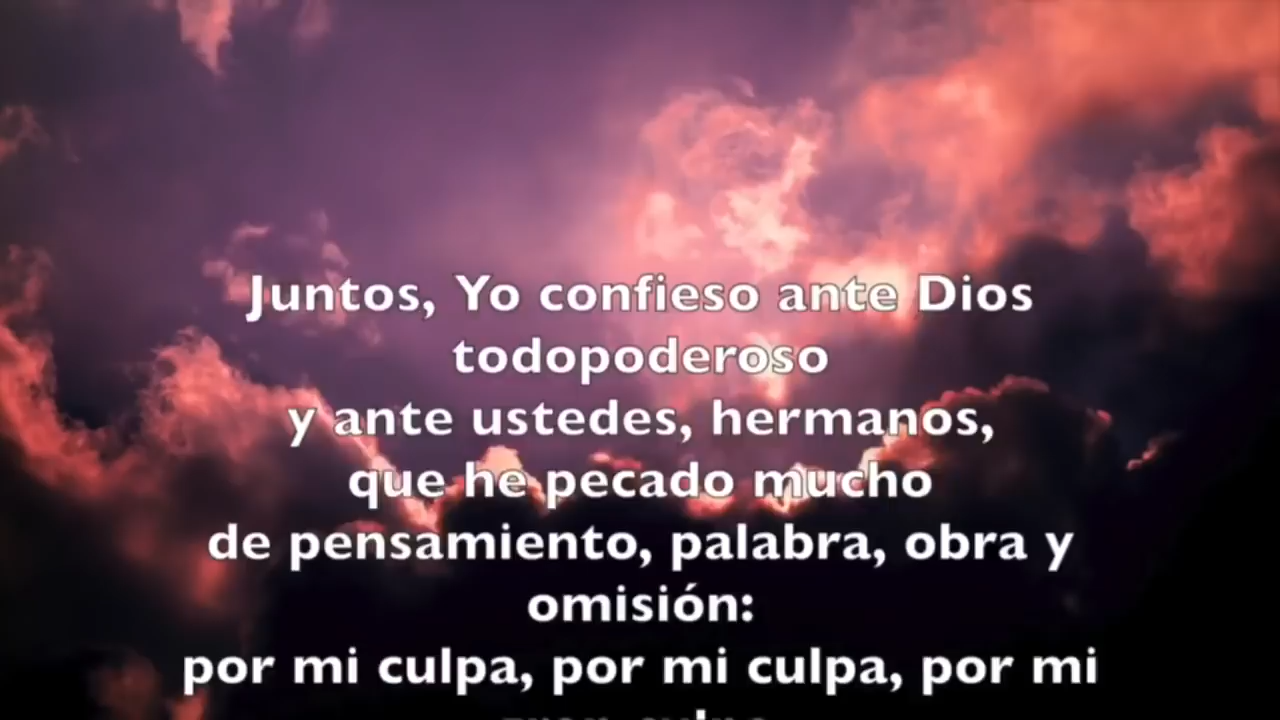 Juntos, Yo confieso ante Dios
todopoderoso
y ante ustedes, hermanos,
que he pecado mucho
de pensamiento, palabra, obra y
omisión:
por mi culpa, por mi culpa, por mi